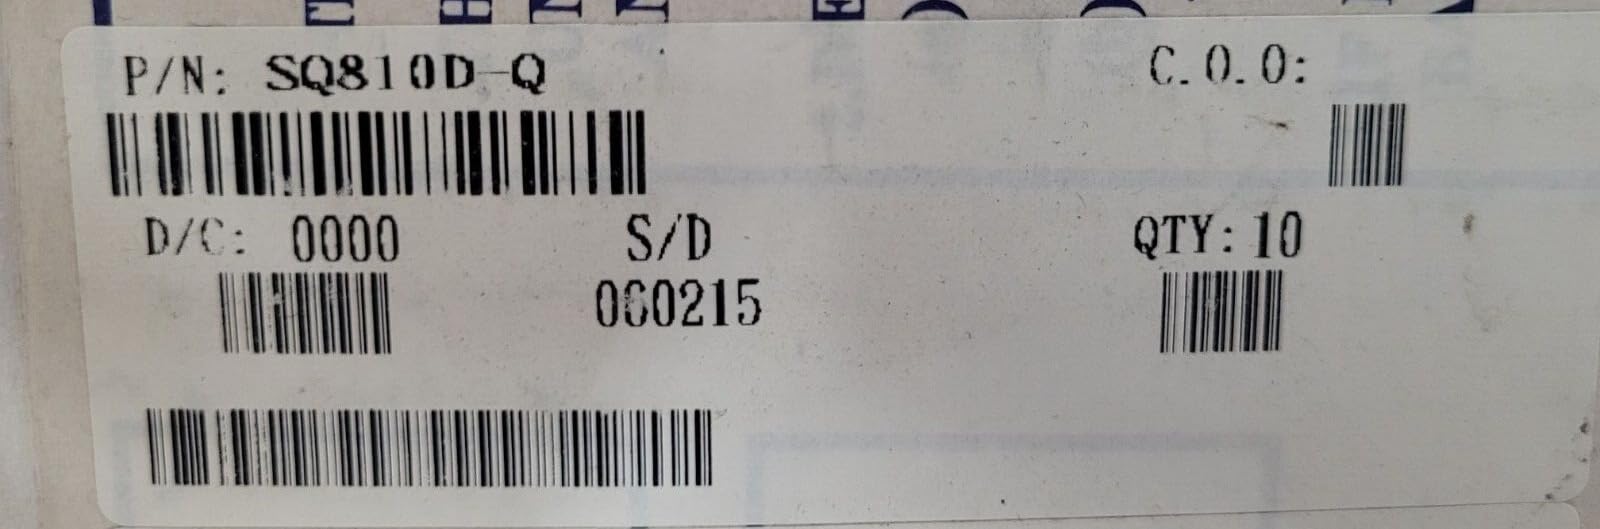 P/N: SQ810D-Q
C.O.O:
D/C: 0000
S/D
060215
QTY: 10